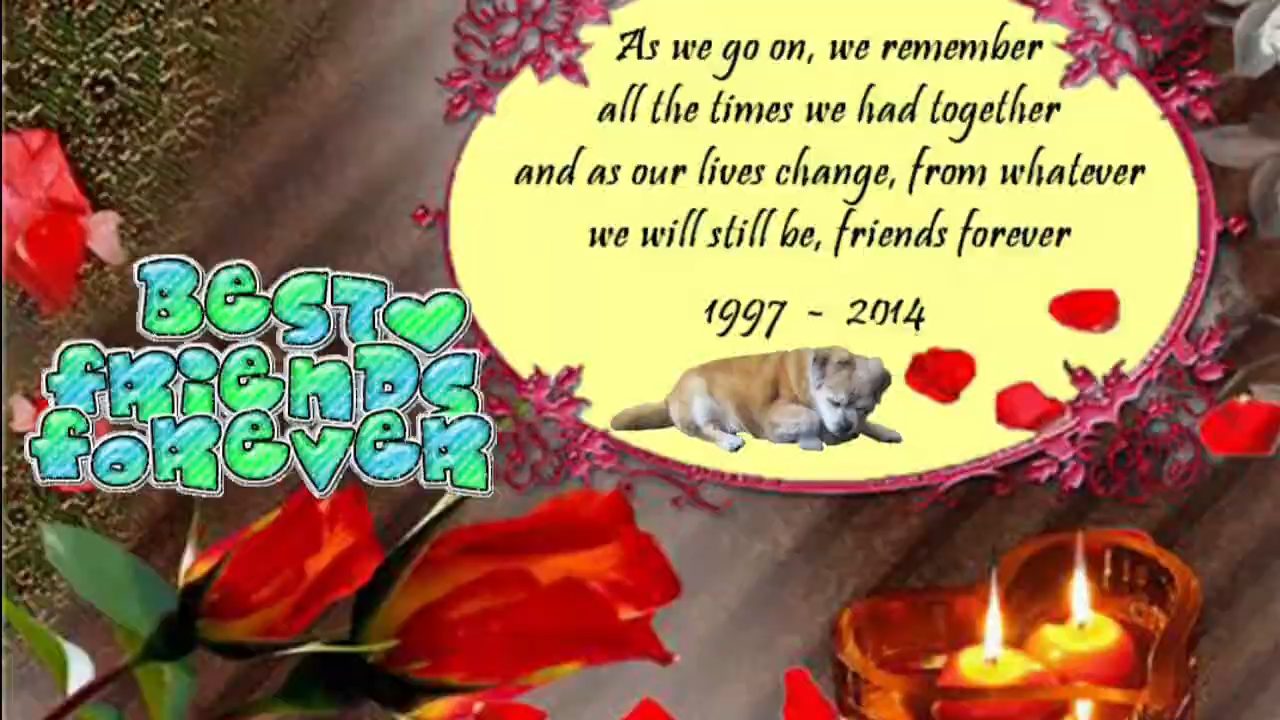 As we go on, we remember
all the times we had together
and as our lives change, from whatever
we will still be, friends forever
1997 - 2014
Best
friends
forever